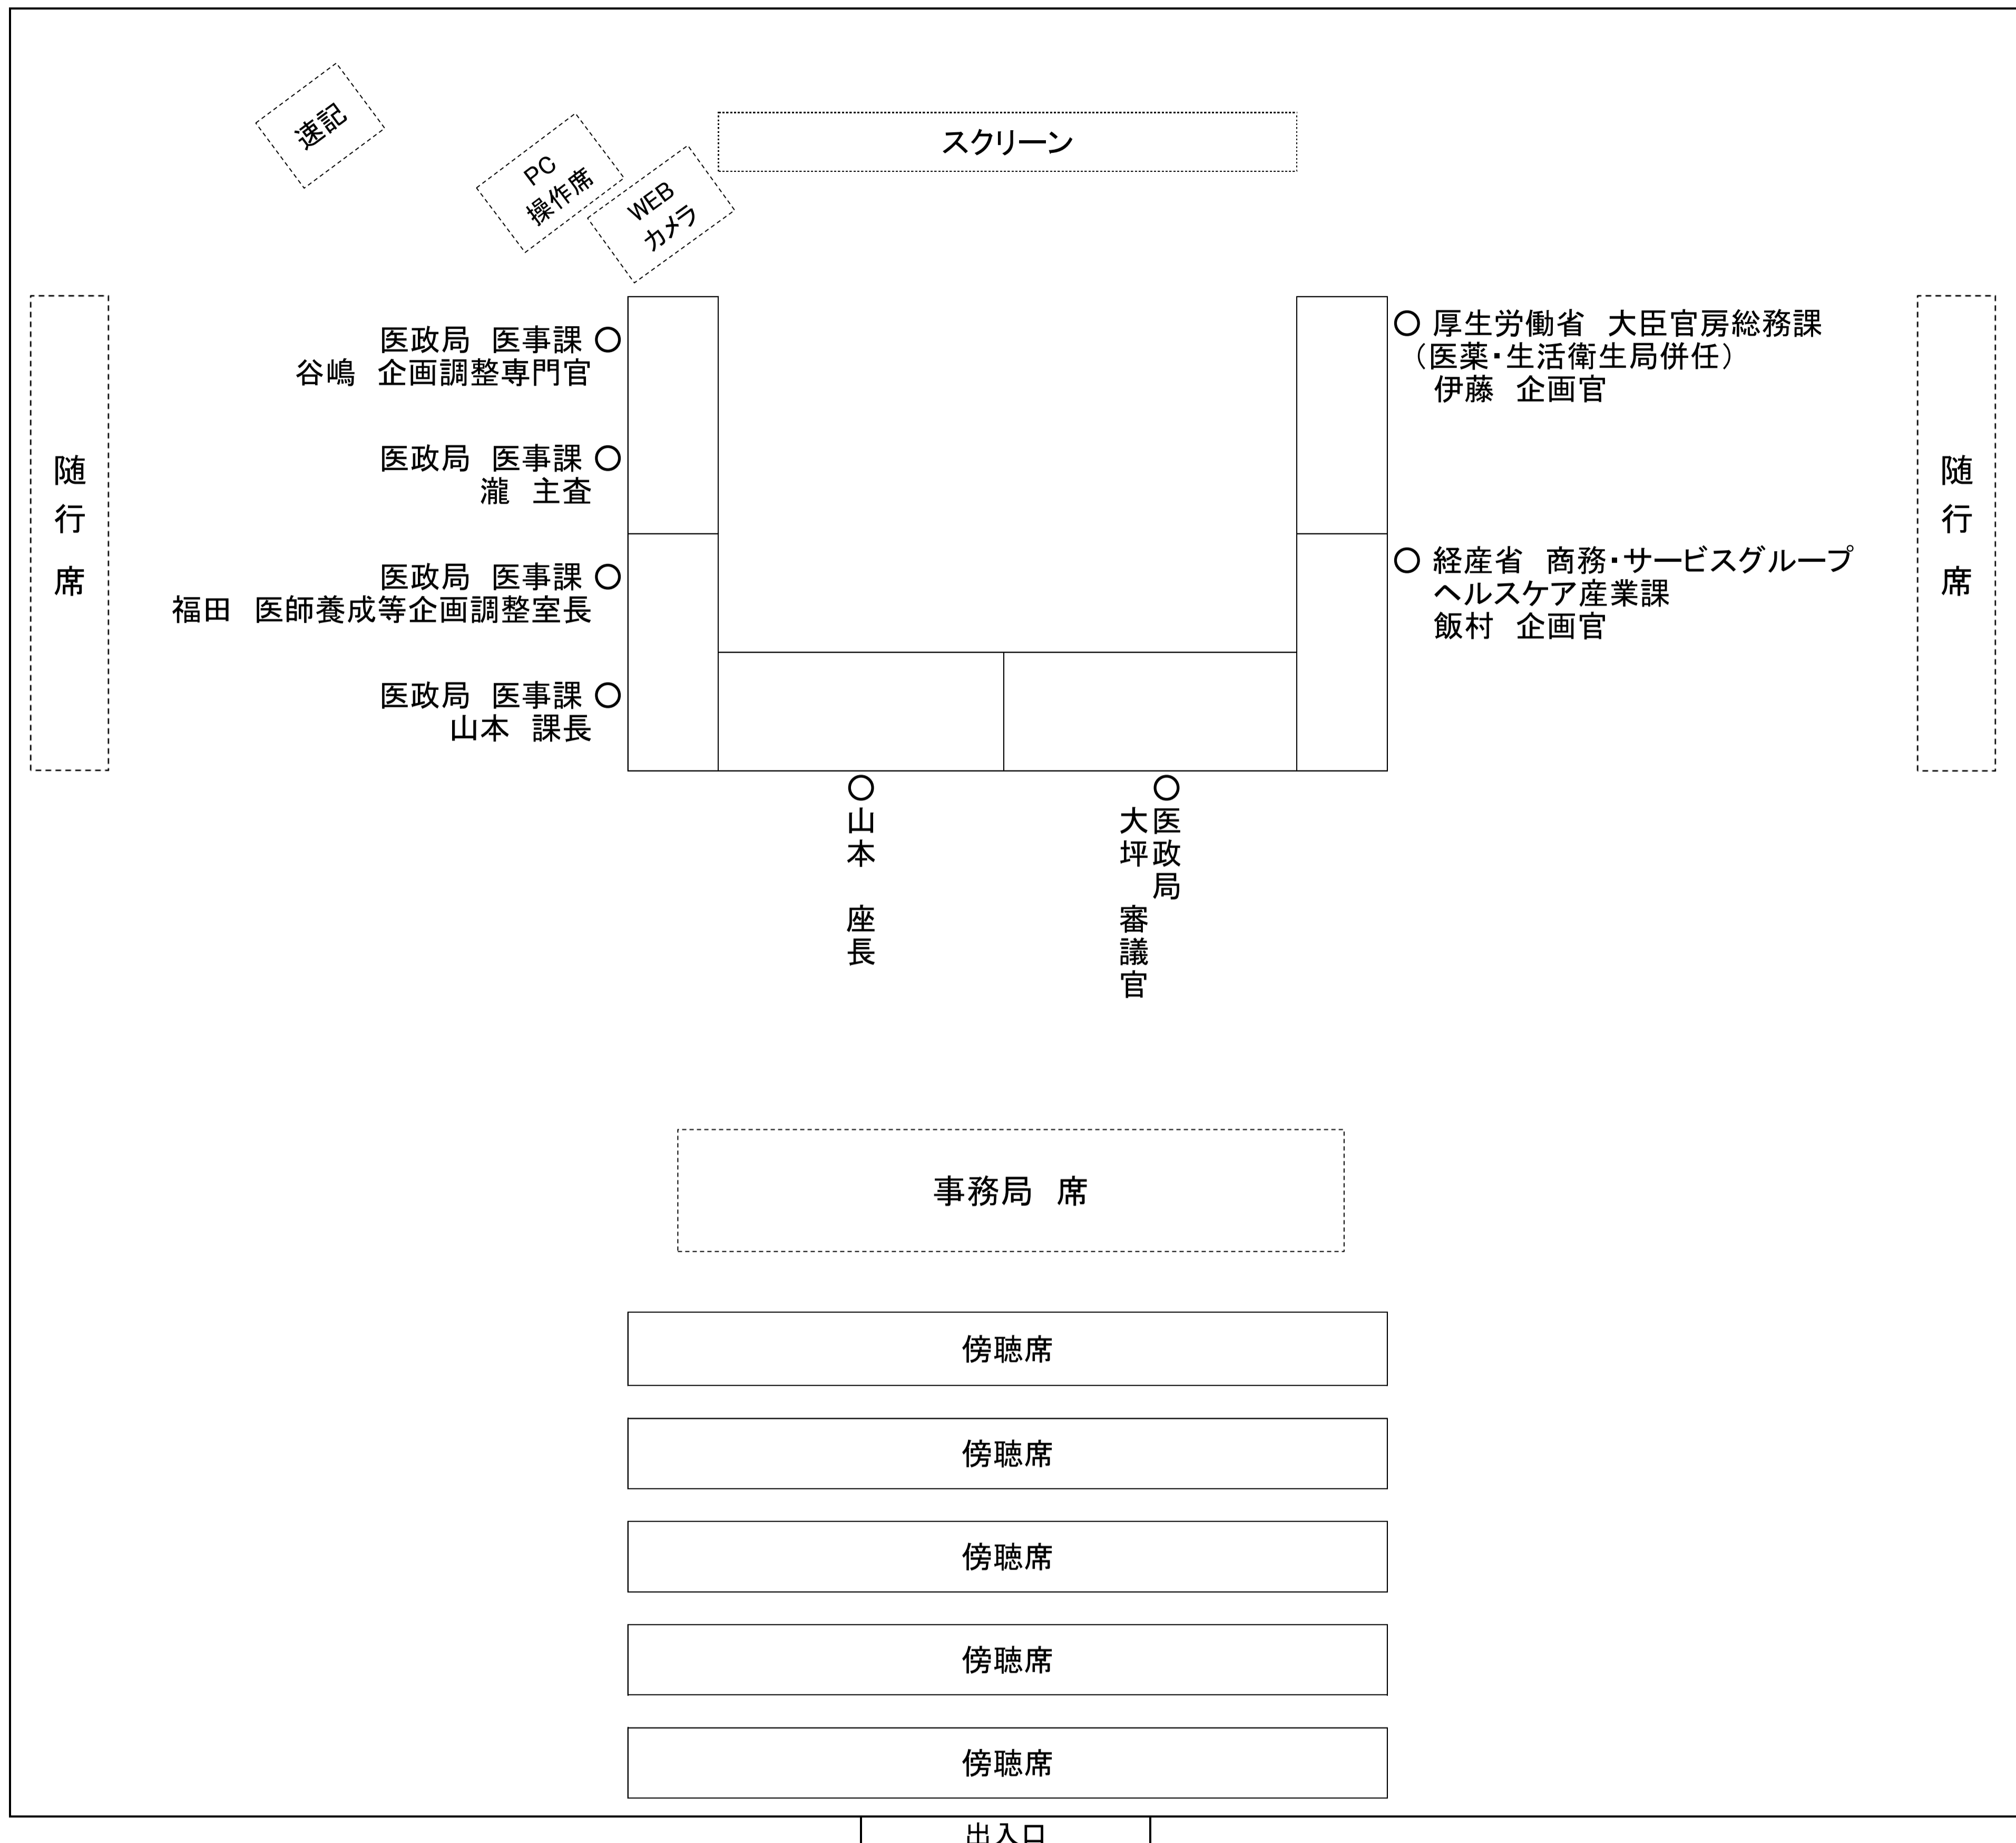 速記
PC
操作席
WEB
カメラ
スクリーン
随行席
医政局　医事課 ○
谷嶋　企画調整専門官
医政局　医事課 ○
瀧　主査
医政局　医事課 ○
福田　医師養成等企画調整室長
医政局　医事課 ○
山本　課長
○ 厚生労働省　大臣官房総務課
（医薬・生活衛生局併任）
伊藤　企画官
○ 経産省　商務・サービスグループ
ヘルスケア産業課
飯村　企画官
随行席
○山本　座長
○医政局
大坪　審議官
事務局　席
傍聴席
傍聴席
傍聴席
傍聴席
傍聴席
出入口